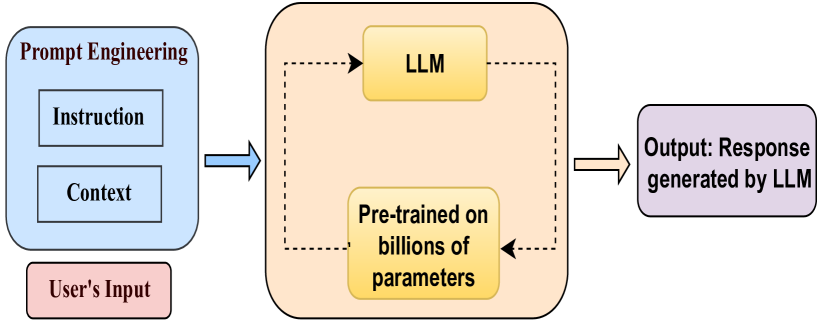 Prompt Engineering
Instruction
Context
User's Input
LLM
Pre-trained on
billions of
parameters
Output: Response
generated by LLM